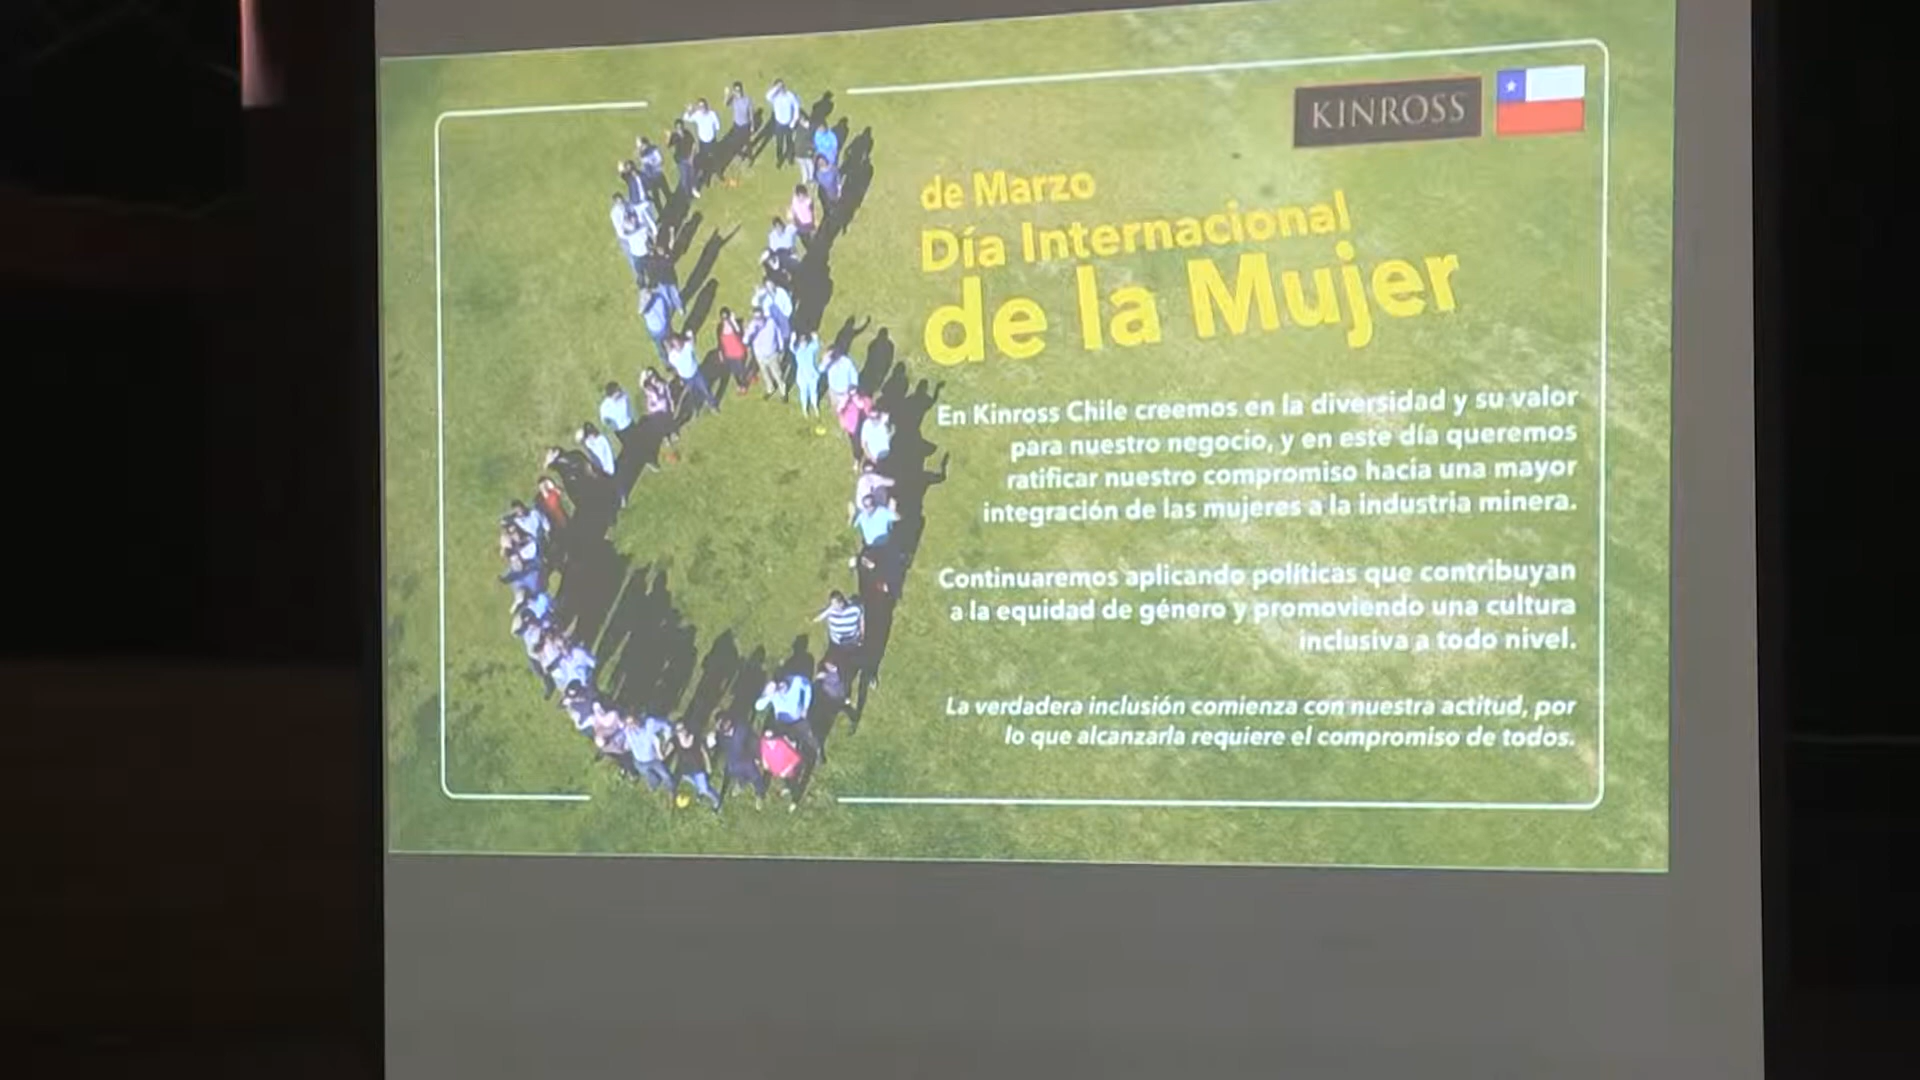 KINROSS
de Marzo
Día Internacional
de la Mujer
En Kinross Chile creemos en la diversidad y su valor
para nuestro negocio, y en este día queremos
ratificar nuestro compromiso hacia una mayor
integración de las mujeres a la industria minera.
Continuaremos aplicando políticas que contribuyan
a la equidad de género y promoviendo una cultura
inclusiva a todo nivel.
La verdadera inclusión comienza con nuestra actitud, por
lo que alcanzarla requiere el compromiso de todos.